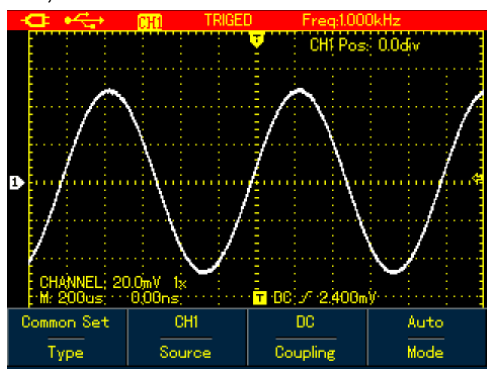 CH1 TRIGED Freq:1.000kHz
T
CH1 Pos: 0.0div
1
CHANNEL: 20.0mV 1x
M: 200us 0.00ns T DC 2.400mV
Common Set CH1 DC Auto
Type Source Coupling Mode